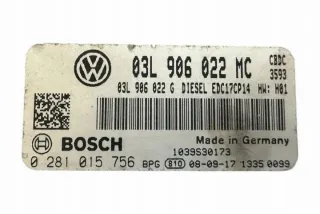 03L 906 022 MC
CBDC
3593
03L 906 022 G DIESEL EDC17CP14 HW: H01
BOSCH
Made in Germany
1039S30173
0 281 015 756 BPG 810 08-09-17 1335 0099